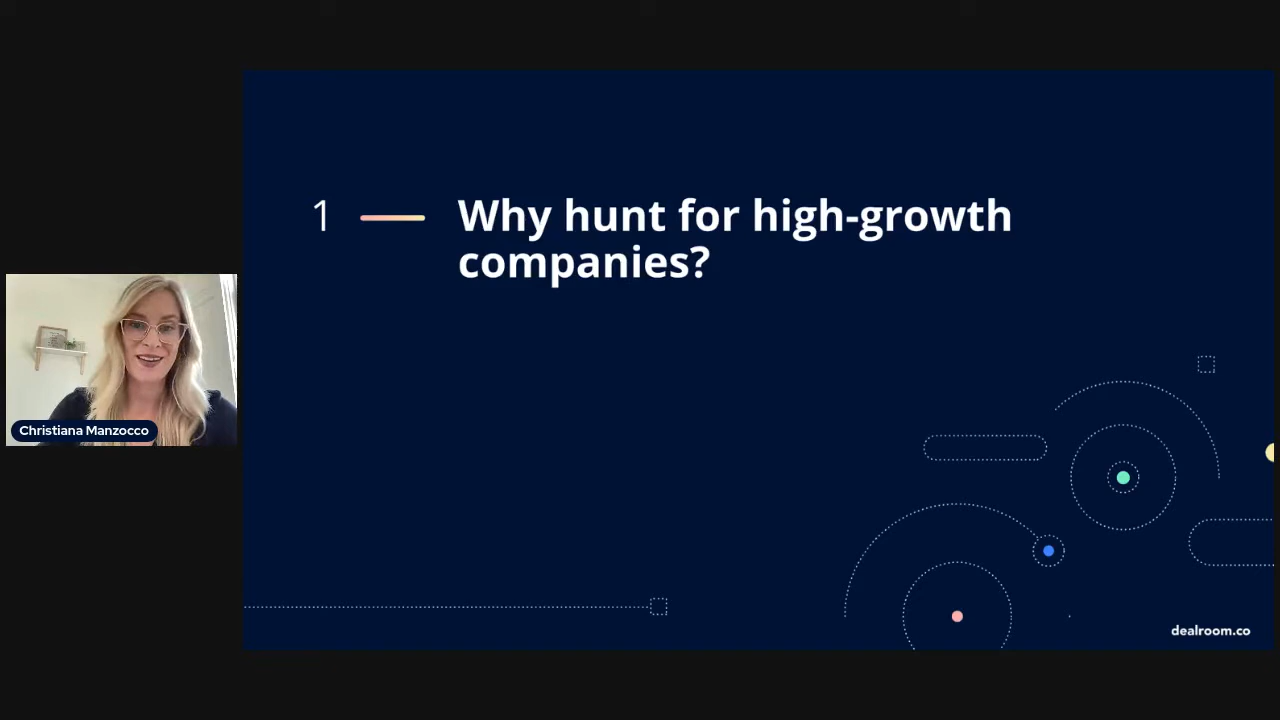 1
Why hunt for high-growth
companies?
Christiana Manzocco
dealroom.co